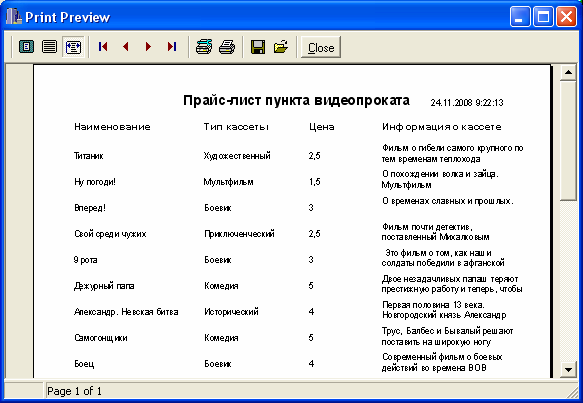 Print Preview
Close
Прайс-лист пункта видеопроката 24.11.2008 9:22:13
Наименование Тип кассеты Цена Информация о кассете
Титаник Художественный 2,5 Фильм о гибели самого крупного по
тем временам теплохода
Ну погоди! Мультфильм 1,5 О похождении волка и зайца.
Мультфильм
Вперед! Боевик 3 О временах славных и прошлых.
Свой среди чужих Приключенческий 2,5 Фильм почти детектив,
поставленный Михалковым
9 рота Боевик 3 Это фильм о том, как наши
солдаты победили в афганской
Дежурный папа Комедия 5 Двое незадачливых папаш теряют
престижную работу и теперь, чтобы
Александр. Невская битва Исторический 4 Первая половина 13 века.
Новгородский князь Александр
Самогонщики Комедия 5 Трус, Балбес и Бывалый решают
поставить на широкую ногу
Боец Боевик 4 Современный фильм о боевых
действий во времена ВОВ
Page 1 of 1